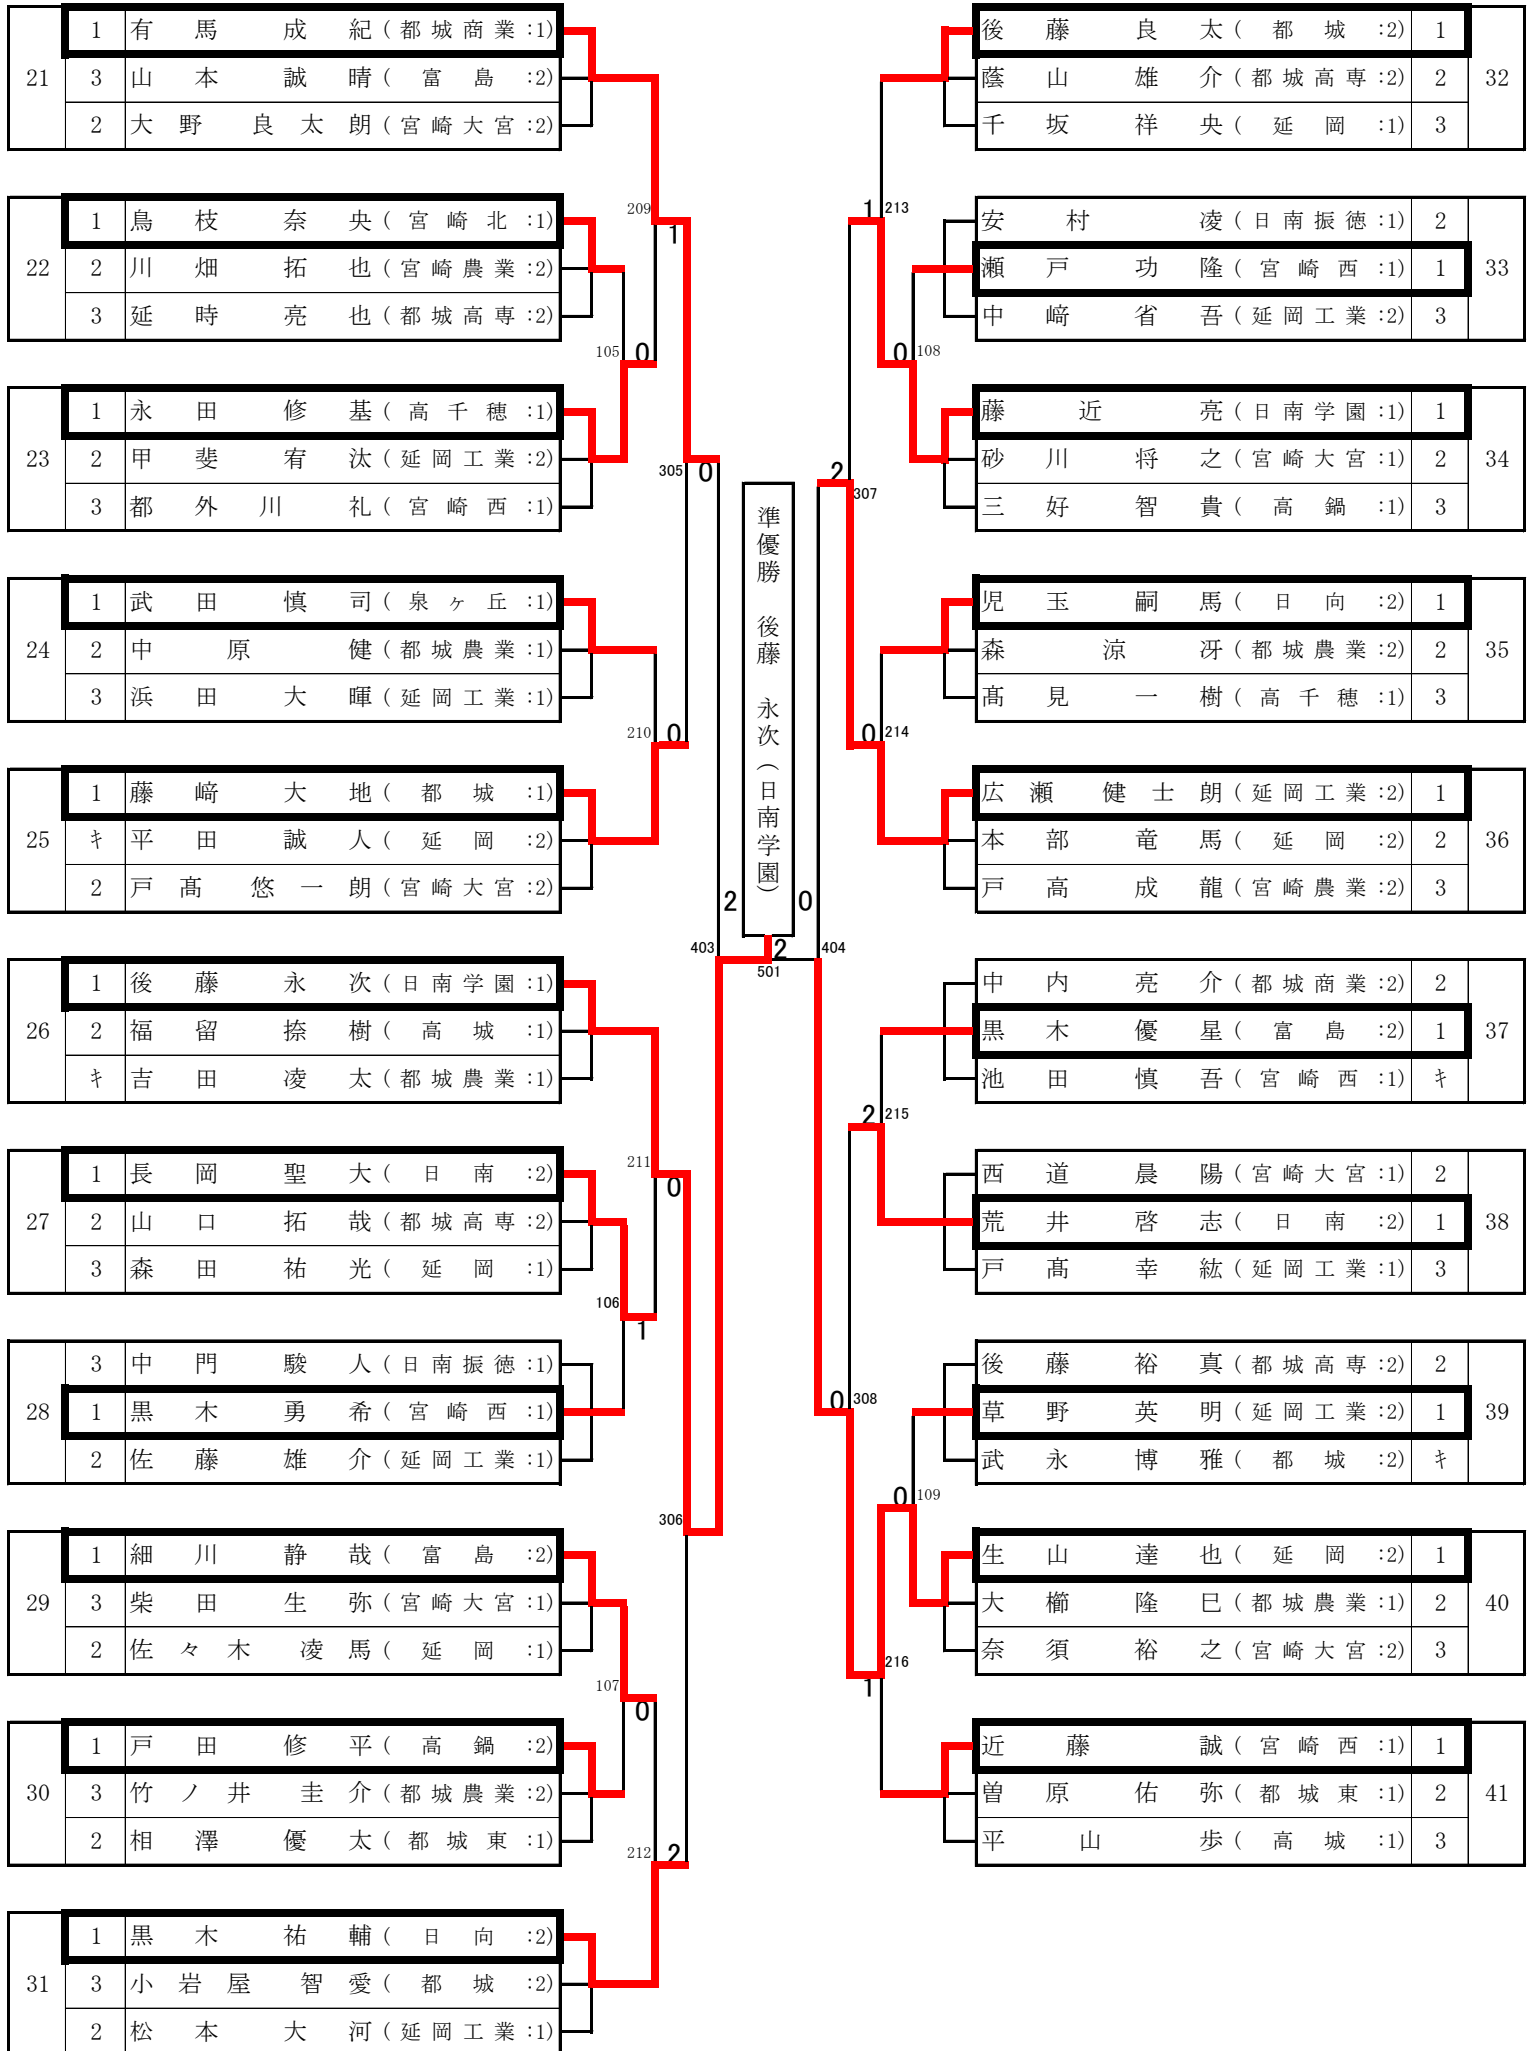 21
1 有馬成紀(都城商業:1)
3 山本誠晴(富島:2)
2 大野良太朗(宮崎大宮:2)
22
1 鳥枝奈央(宮崎北:1)
2 川畑拓也(宮崎農業:2)
3 延時亮也(都城高専:2)
23
1 永田修基(高千穂:1)
2 甲斐宥汰(延岡工業:2)
3 都外川礼(宮崎西:1)
24
1 武田慎司(泉ヶ丘:1)
2 中原健(都城農業:1)
3 浜田大暉(延岡工業:1)
25
1 藤﨑大地(都城:1)
キ 平田誠人(延岡:2)
2 戸髙悠一朗(宮崎大宮:2)
26
1 後藤永次(日南学園:1)
2 福留捺樹(高城:1)
キ 吉田凌太(都城農業:1)
27
1 長岡聖大(日南:2)
2 山口拓哉(都城高専:2)
3 森田祐光(延岡:1)
28
3 中門駿人(日南振徳:1)
1 黒木勇希(宮崎西:1)
2 佐藤雄介(延岡工業:1)
29
1 細川静哉(富島:2)
3 柴田生弥(宮崎大宮:1)
2 佐々木凌馬(延岡:1)
30
1 戸田修平(高鍋:2)
3 竹ノ井圭介(都城農業:2)
2 相澤優太(都城東:1)
31
1 黒木祐輔(日向:2)
3 小岩屋智愛(都城:2)
2 松本大河(延岡工業:1)
209
1
105
0
305
0
210
0
403
2
211
0
106
1
306
107
0
212
2
準優勝 後藤 永次(日南学園)
2
501
0
404
1
213
0
108
2
307
0
214
2
215
0
308
0
109
1
216
後藤良太(都城:2) 1
蔭山雄介(都城高専:2) 2
千坂祥央(延岡:1) 3
32
安村凌(日南振徳:1) 2
瀬戸功隆(宮崎西:1) 1
中﨑省吾(延岡工業:2) 3
33
藤近亮(日南学園:1) 1
砂川将之(宮崎大宮:1) 2
三好智貴(高鍋:1) 3
34
児玉嗣馬(日向:2) 1
森涼冴(都城農業:2) 2
髙見一樹(高千穂:1) 3
35
広瀬健士朗(延岡工業:2) 1
本部竜馬(延岡:2) 2
戸高成龍(宮崎農業:2) 3
36
中内亮介(都城商業:2) 2
黒木優星(富島:2) 1
池田慎吾(宮崎西:1) キ
37
西道晨陽(宮崎大宮:1) 2
荒井啓志(日南:2) 1
戸髙幸紘(延岡工業:1) 3
38
後藤裕真(都城高専:2) 2
草野英明(延岡工業:2) 1
武永博雅(都城:2) キ
39
生山達也(延岡:2) 1
大櫛隆巳(都城農業:1) 2
奈須裕之(宮崎大宮:2) 3
40
近藤誠(宮崎西:1) 1
曽原佑弥(都城東:1) 2
平山歩(高城:1) 3
41